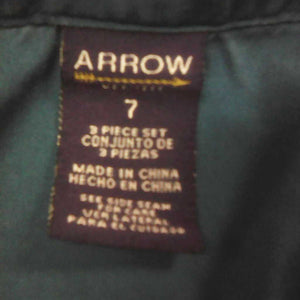 ARROW
7
3 PIECE SET
CONJUNTO DE
3 PIEZAS
MADE IN CHINA
HECHO EN CHINA
SEE SIDE SEAM
FOR CARE
VER LATERAL
PARA EL CUIDADO